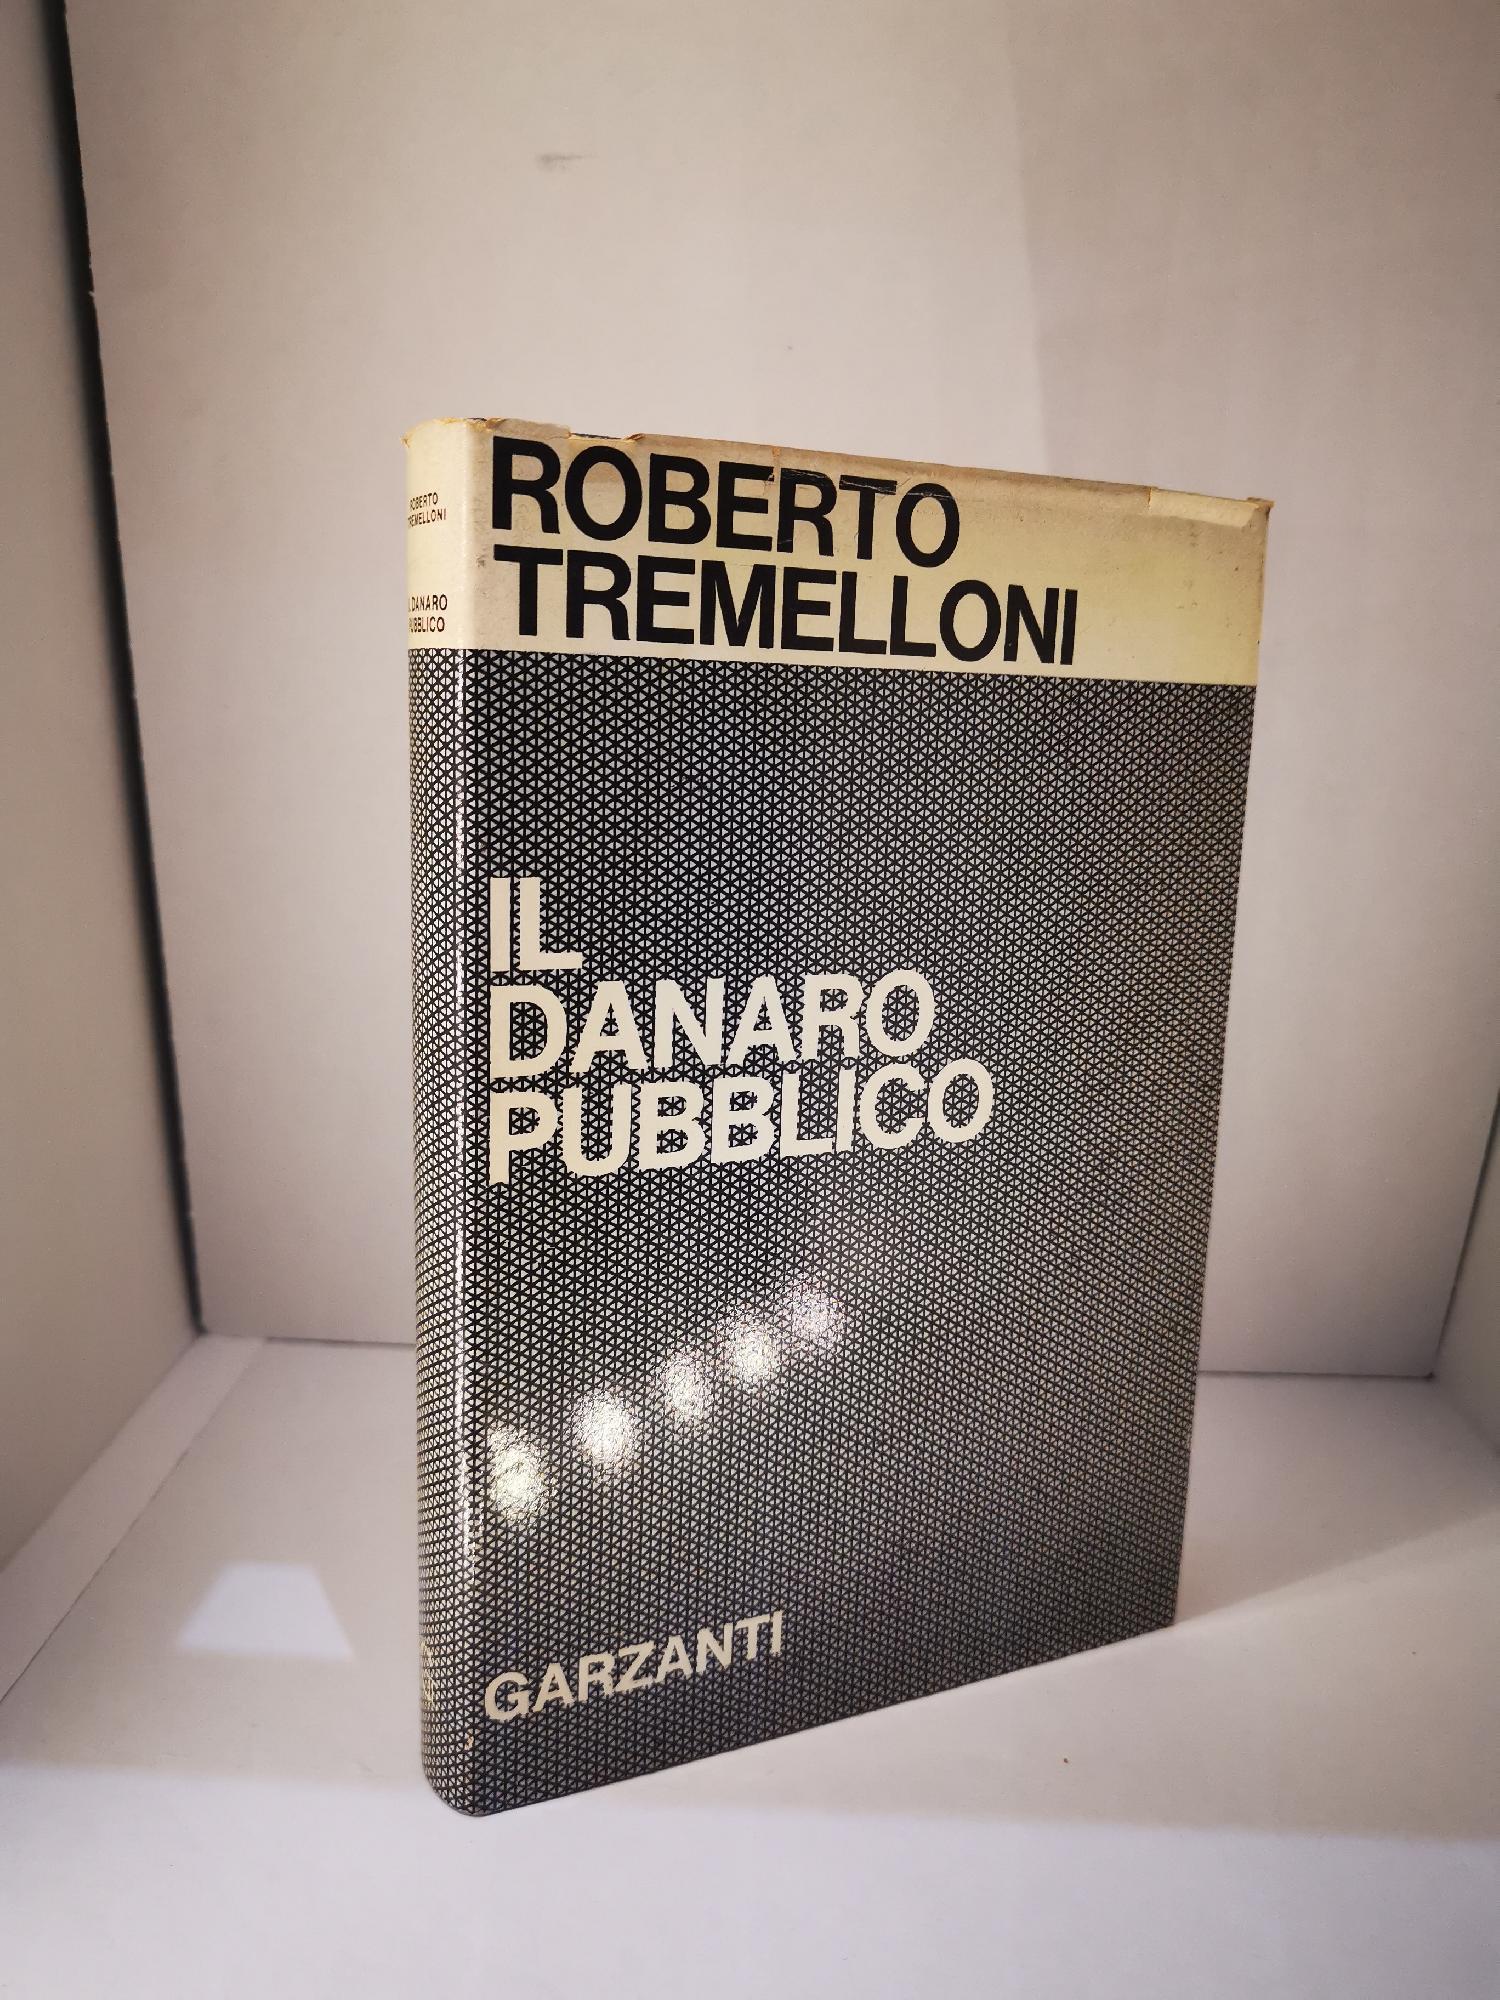 ROBERTO
TREMELLONI
IL
DANARO
PUBBLICO
GARZANTI
ROBERTO
TREMELLONI
IL DANARO
PUBBLICO